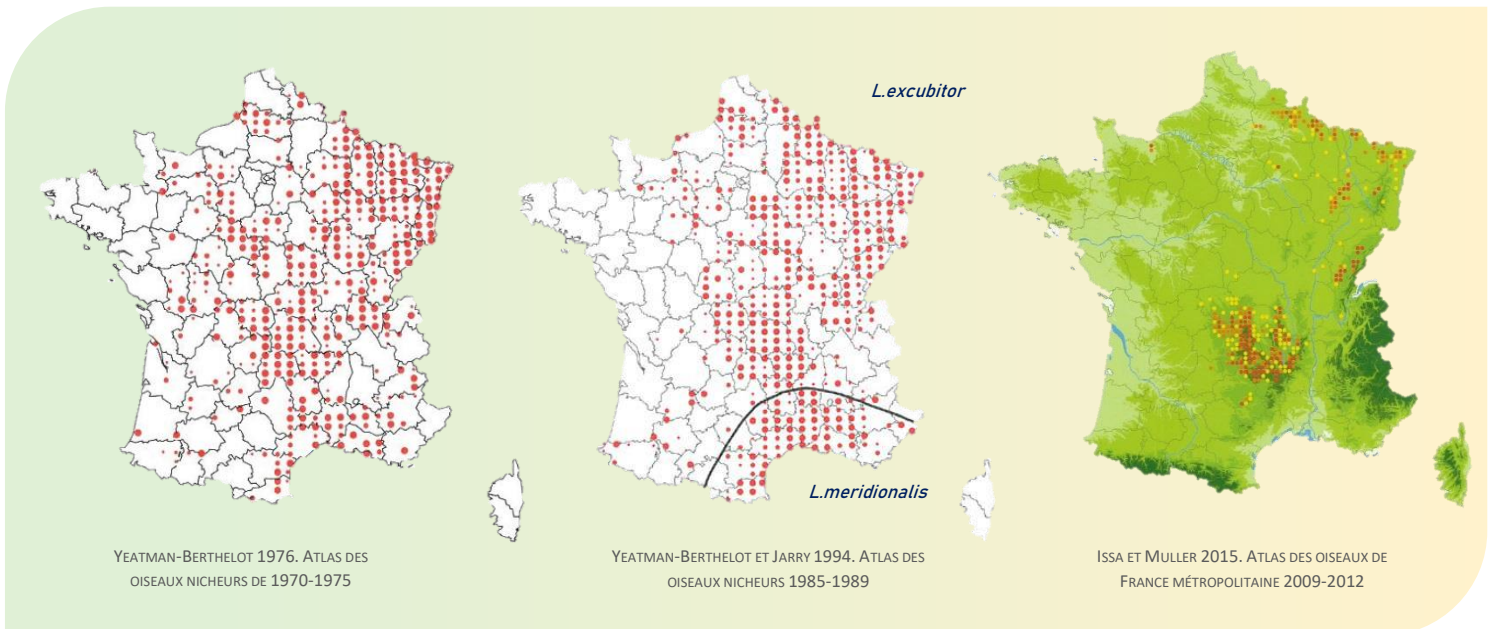 L.excubitor
L.meridionalis
YEATMAN-BERTHELOT 1976. ATLAS DES
OISEAUX NICHEURS DE 1970-1975
YEATMAN-BERTHELOT ET JARRY 1994. ATLAS DES
OISEAUX NICHEURS 1985-1989
ISSA ET MULLER 2015. ATLAS DES OISEAUX DE
FRANCE MÉTROPOLITAINE 2009-2012